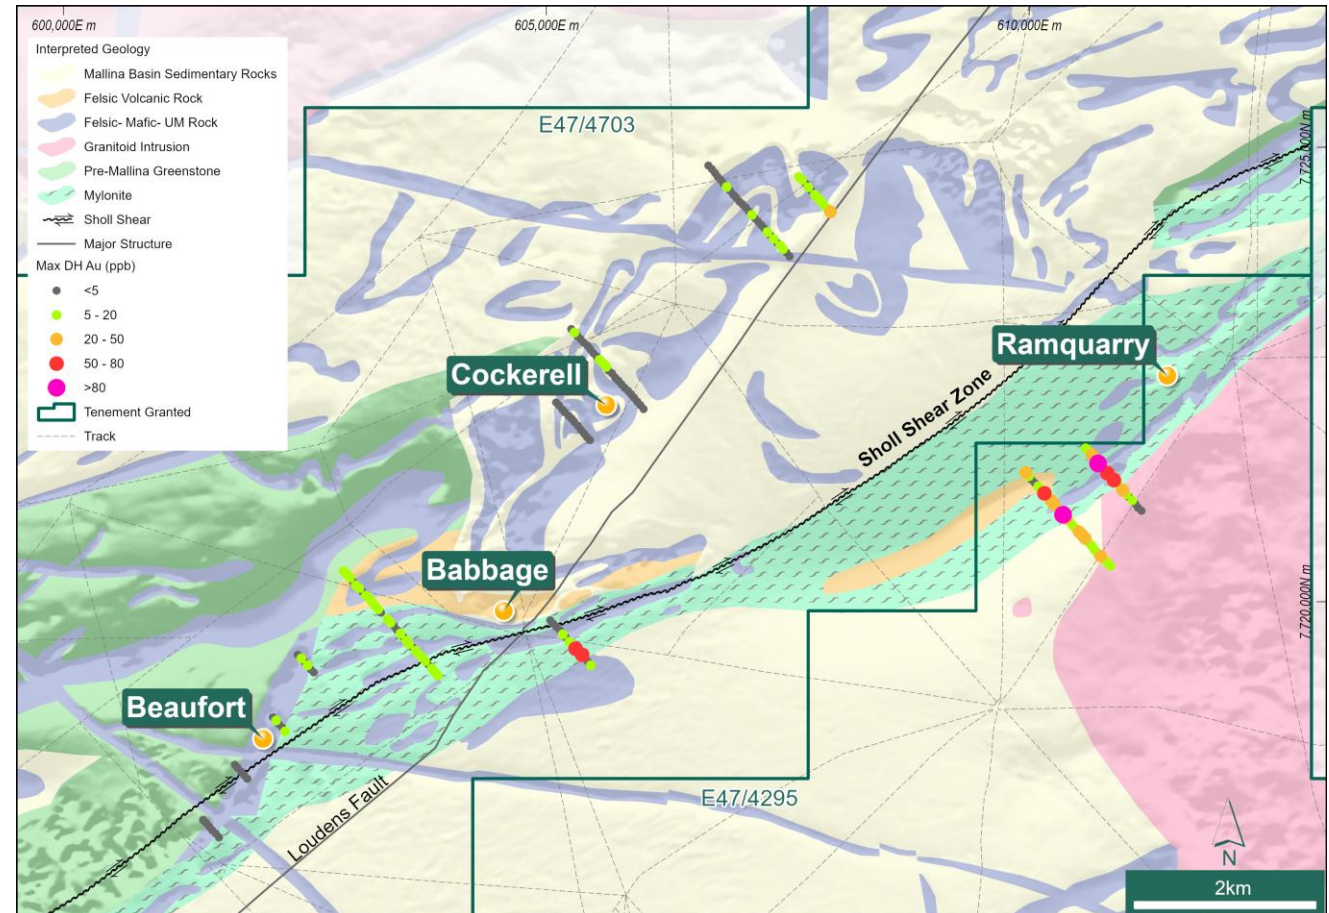 600,000E m
605,000E m
610,000E m
Interpreted Geology
Mallina Basin Sedimentary Rocks
Felsic Volcanic Rock
Felsic- Mafic- UM Rock
Granitoid Intrusion
Pre-Mallina Greenstone
Mylonite
Sholl Shear
Major Structure
Max DH Au (ppb)
<5
5 - 20
20 - 50
50 - 80
>80
Tenement Granted
Track
E47/4703
7,725,000N m
Ramquarry
Cockerell
Sholl Shear Zone
Babbage
7,720,000N m
Beaufort
Loudens Fault
E47/4295
N
2km